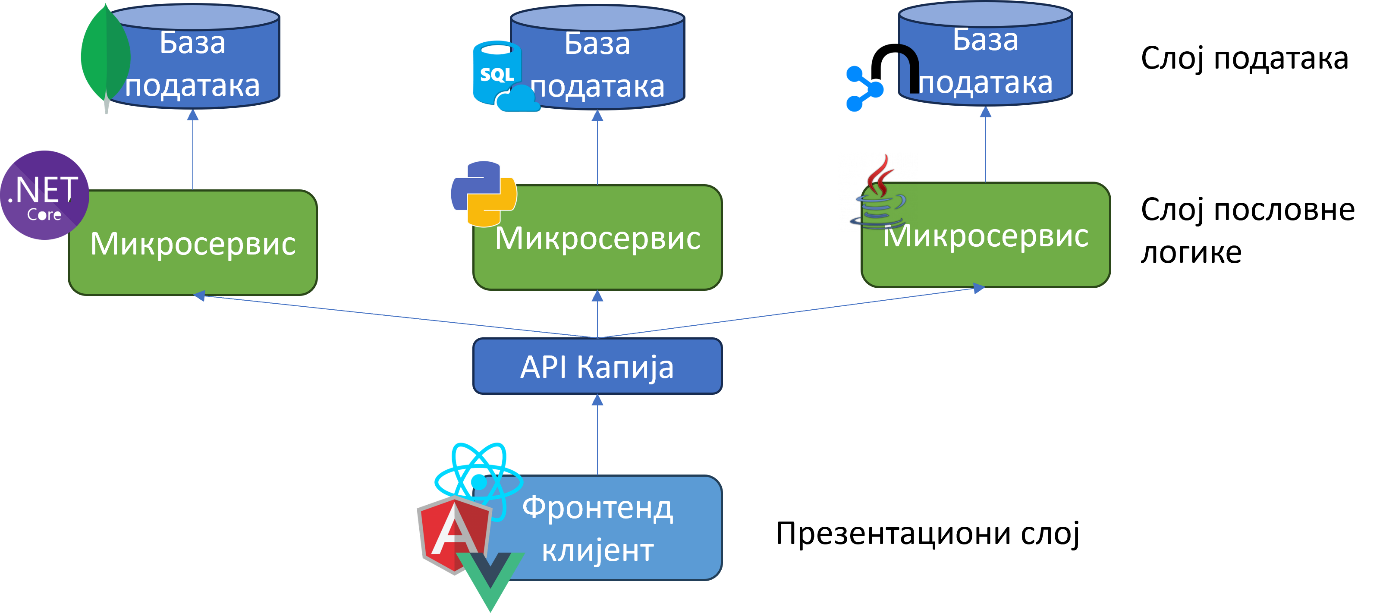 База
података
SQL
База
података
База
података
Слој података
.NET
Core
Микросервис
Микросервис
Микросервис
Слој пословне
логике
API Капија
Фронтенд
клијент
Презентациони слој